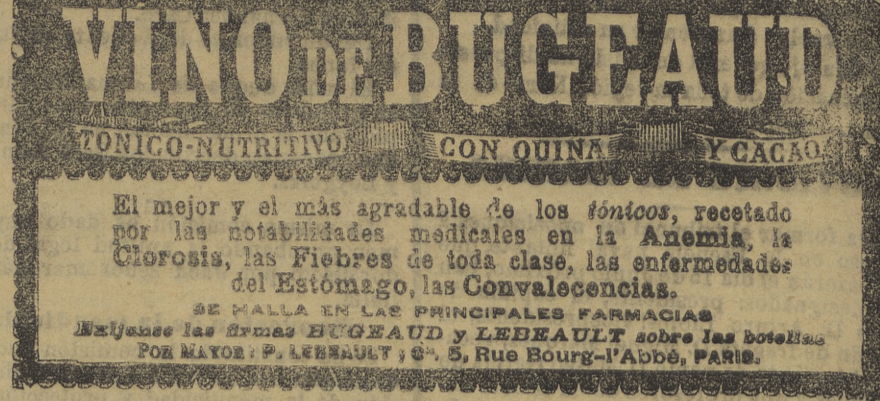 VINO DE BUGEAUD
TONICO-NUTRITIVO CON QUINA Y CACAO
El mejor y el más agradable de los tónicos, recetado
por las notabilidades medicales en la Anemia, la
Clorosis, las Fiebres de toda clase, las enfermedades
del Estómago, las Convalecencias.
SE HALLA EN LAS PRINCIPALES FARMACIAS
Exijanse las firmas BUGEAUD y LEBEAULT sobre las botellas
POR MAYOR: P. LEBEAULT y Cia, 5, Rue Bourg-l'Abbé, PARIS.